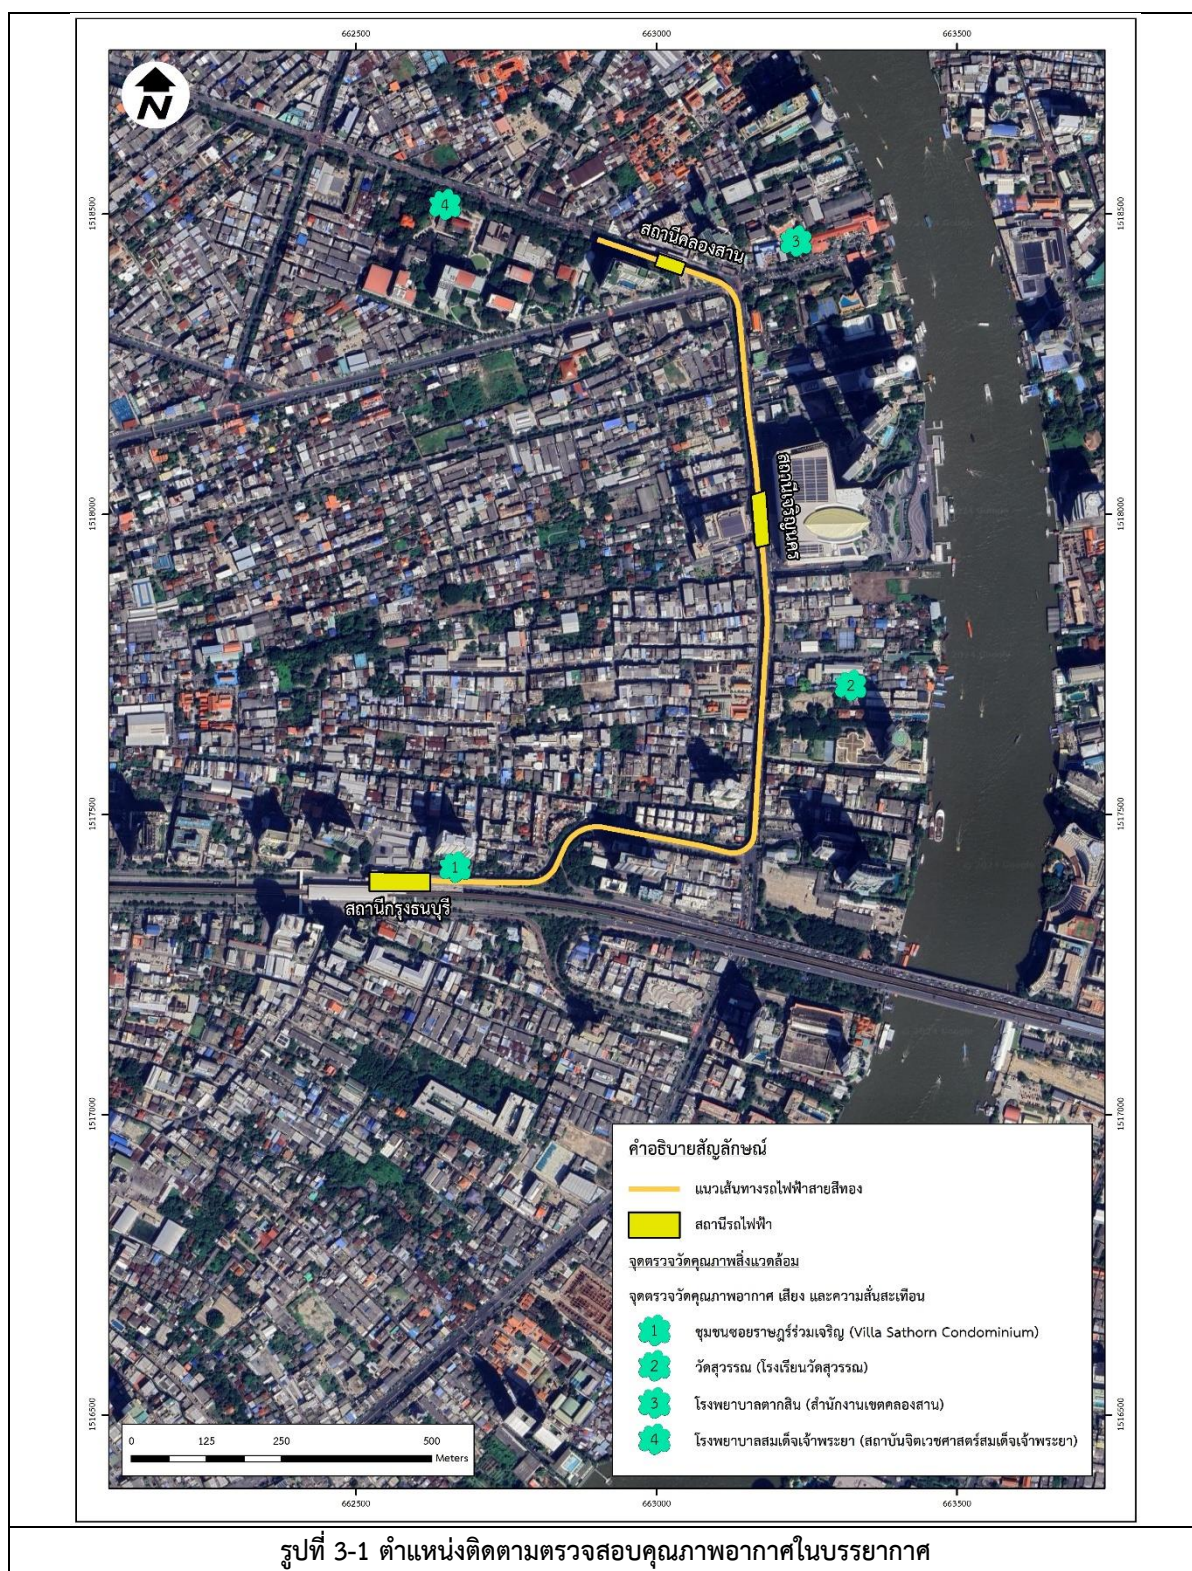 662500 663000 663500
N
1518500 1518500
4
สถานีคลองสาน
3
สถานีเจริญนคร
1518000 1518000
2
1517500 1517500
1
สถานีกรุงธนบุรี
1517000 1517000
คำอธิบายสัญลักษณ์
แนวเส้นทางรถไฟฟ้าสายสีทอง
สถานีรถไฟฟ้า
จุดตรวจวัดคุณภาพสิ่งแวดล้อม
จุดตรวจวัดคุณภาพอากาศ เสียง และความสั่นสะเทือน
1 ชุมชนซอยราษฎร์ร่วมเจริญ (Villa Sathorn Condominium)
2 วัดสุวรรณ (โรงเรียนวัดสุวรรณ)
3 โรงพยาบาลตากสิน (สำนักงานเขตคลองสาน)
4 โรงพยาบาลสมเด็จเจ้าพระยา (สถาบันจิตเวชศาสตร์สมเด็จเจ้าพระยา)
1516500 1516500
0 125 250 500
Meters
662500 663000 663500
รูปที่ 3-1 ตำแหน่งติดตามตรวจสอบคุณภาพอากาศในบรรยากาศ